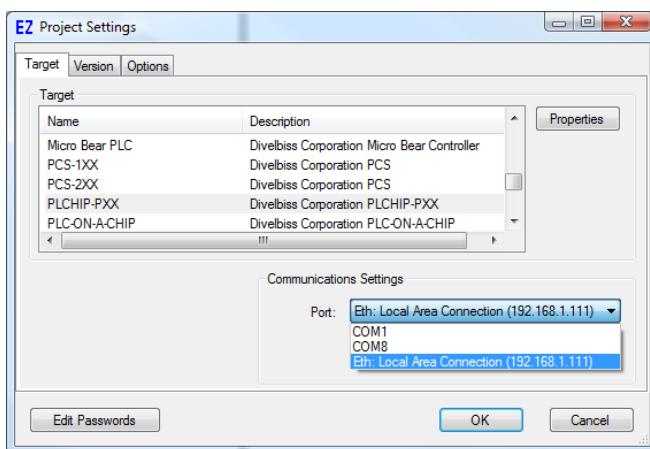 EZ Project Settings
Target Version Options
Target
Name Description
Properties
Micro Bear PLC Divelbiss Corporation Micro Bear Controller
PCS-1XX Divelbiss Corporation PCS
PCS-2XX Divelbiss Corporation PCS
PLCHIP-PXX Divelbiss Corporation PLCHIP-PXX
PLC-ON-A-CHIP Divelbiss Corporation PLC-ON-A-CHIP
Communications Settings
Port: Eth: Local Area Connection (192.168.1.111)
COM1
COM8
Eth: Local Area Connection (192.168.1.111)
Edit Passwords OK Cancel